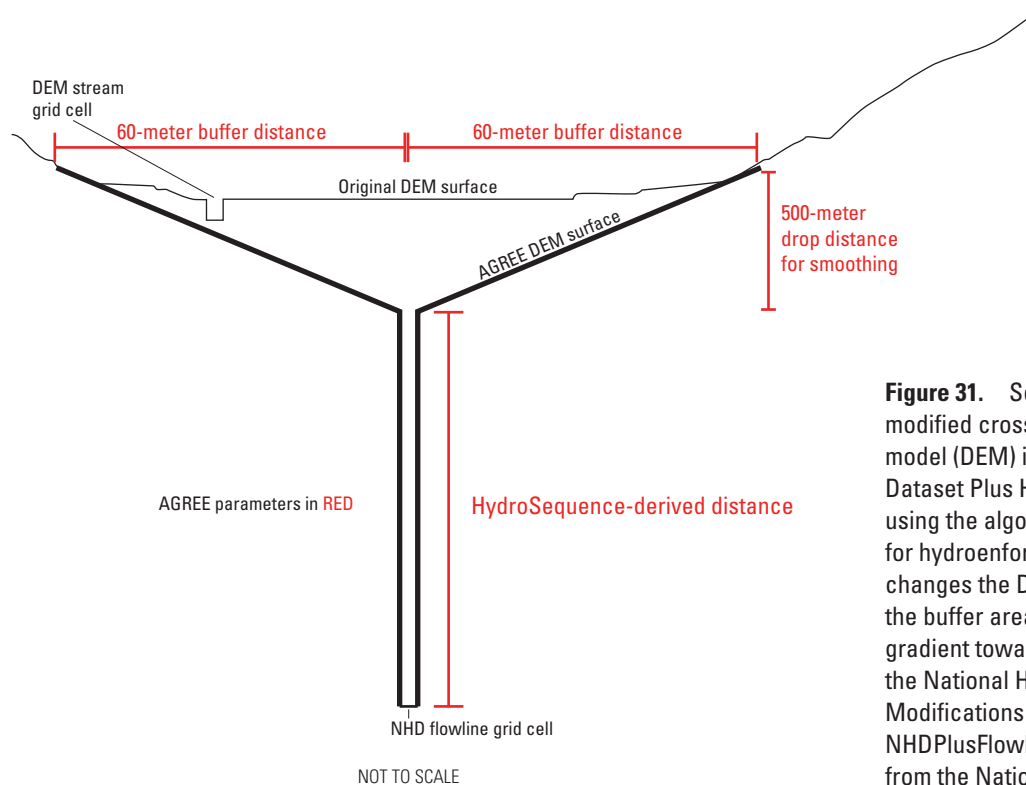 DEM stream
grid cell
60-meter buffer distance
60-meter buffer distance
Original DEM surface
AGREE DEM surface
500-meter
drop distance
for smoothing
AGREE parameters in RED
HydroSequence-derived distance
NHD flowline grid cell
NOT TO SCALE
Figure 31.
modified cross
model (DEM) i
Dataset Plus H
using the algo
for hydroenfor
changes the D
the buffer area
gradient towa
the National H
Modifications
NHDPlusFlow
from the Natio